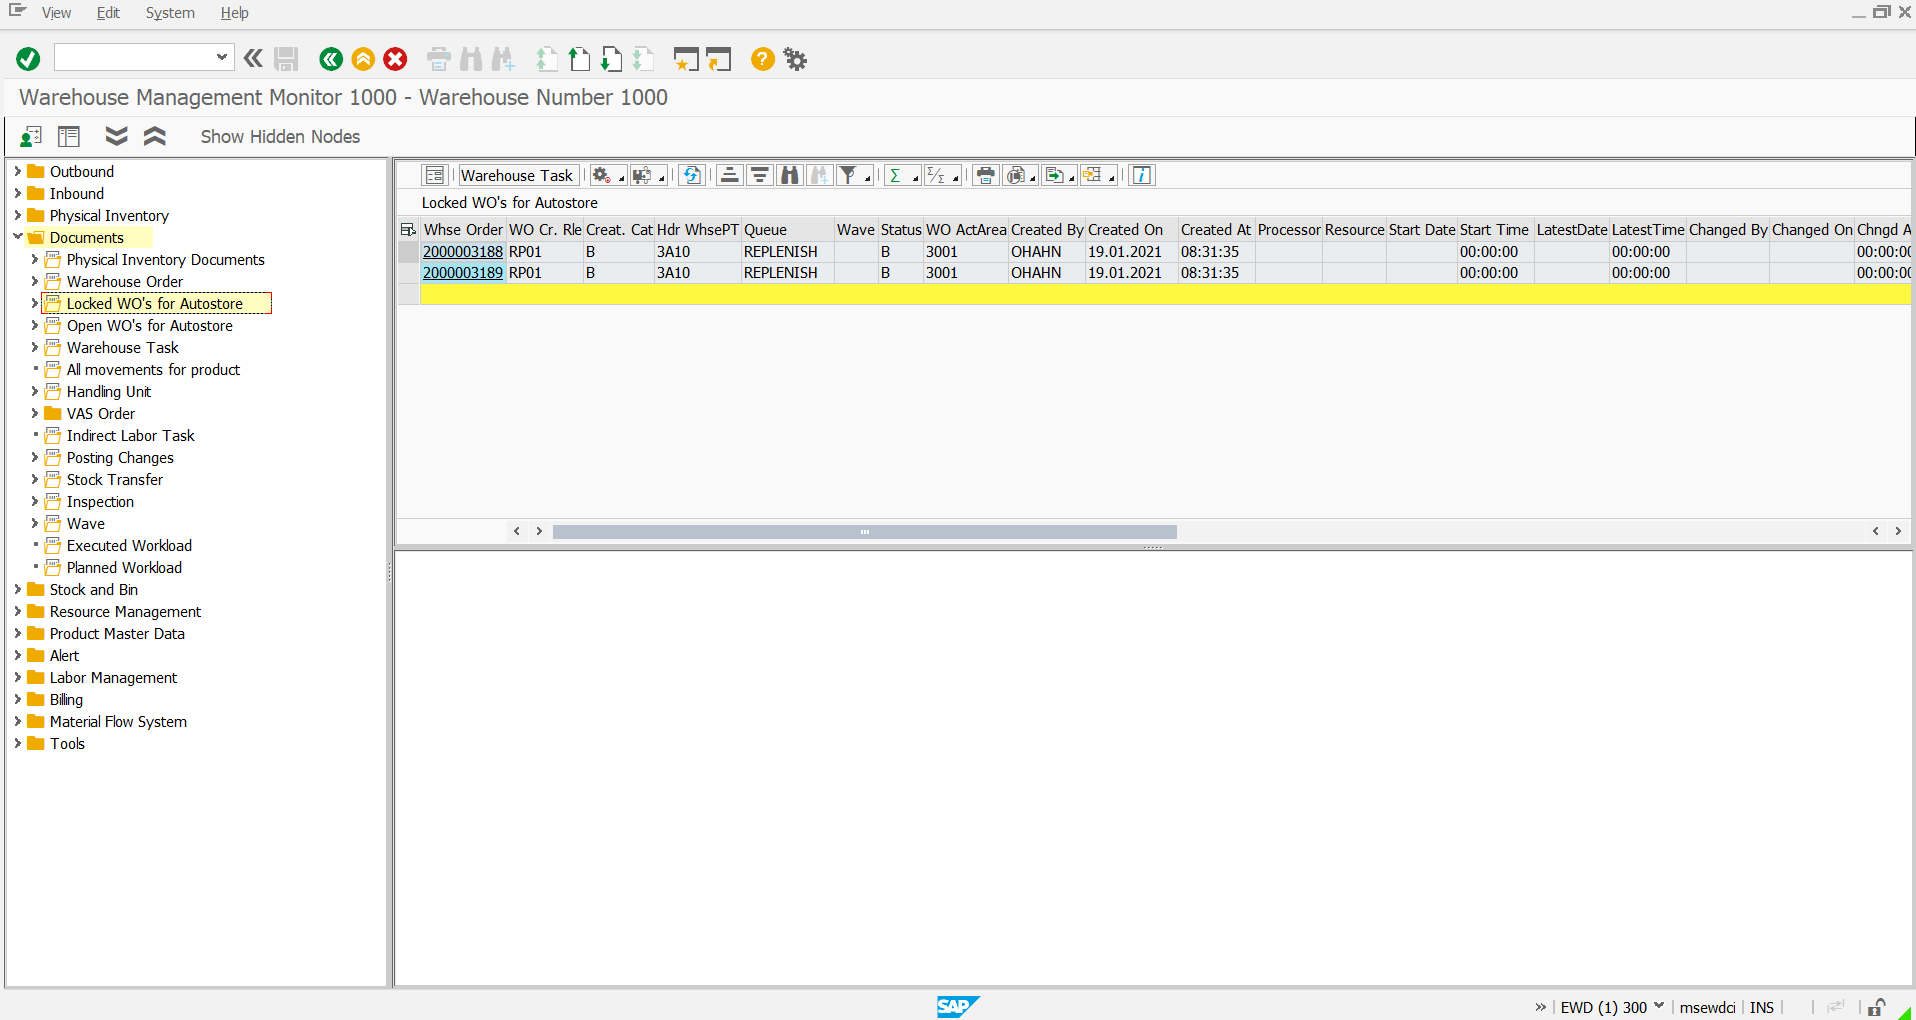 View Edit System Help
Warehouse Management Monitor 1000 - Warehouse Number 1000
Show Hidden Nodes
Outbound
Inbound
Physical Inventory
Documents
Physical Inventory Documents
Warehouse Order
Locked WO's for Autostore
Open WO's for Autostore
Warehouse Task
All movements for product
Handling Unit
VAS Order
Indirect Labor Task
Posting Changes
Stock Transfer
Inspection
Wave
Executed Workload
Planned Workload
Stock and Bin
Resource Management
Product Master Data
Alert
Labor Management
Billing
Material Flow System
Tools
Warehouse Task
Locked WO's for Autostore
Whse Order WO Cr. Rle Creat. Cat Hdr WhsePT Queue Wave Status WO ActArea Created By Created On Created At Processor Resource Start Date Start Time LatestDate LatestTime Changed By Changed On Chngd A
2000003188 RP01 B 3A10 REPLENISH B 3001 OHAHN 19.01.2021 08:31:35 00:00:00 00:00:00 00:00:00
2000003189 RP01 B 3A10 REPLENISH B 3001 OHAHN 19.01.2021 08:31:35 00:00:00 00:00:00 00:00:00
SAP
EWD (1) 300 msewdci INS